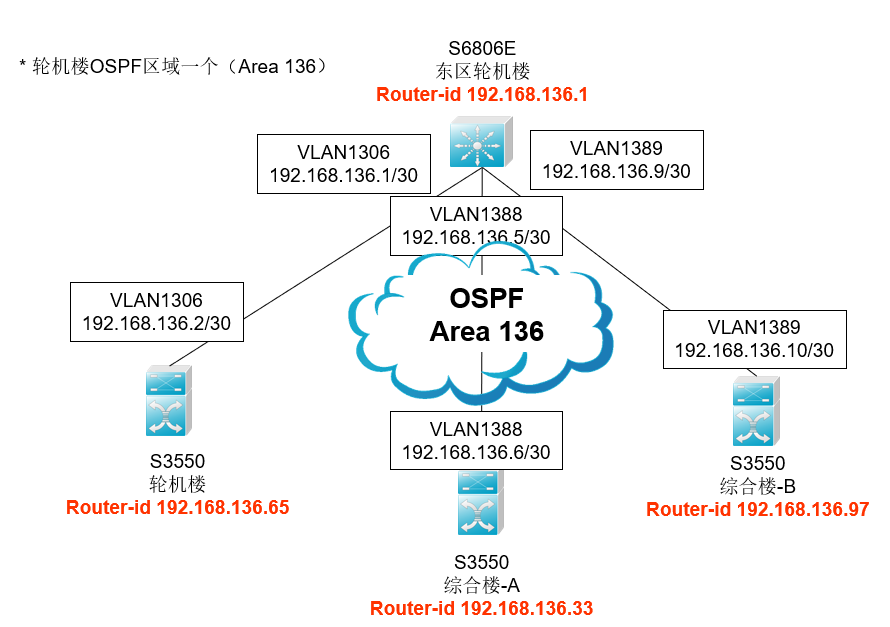 S6806E
东区轮机楼
Router-id 192.168.136.1
* 轮机楼OSPF区域一个（Area 136）
VLAN1306
192.168.136.1/30
VLAN1389
192.168.136.9/30
VLAN1388
192.168.136.5/30
OSPF
Area 136
VLAN1306
192.168.136.2/30
VLAN1389
192.168.136.10/30
VLAN1388
192.168.136.6/30
S3550
轮机楼
Router-id 192.168.136.65
S3550
综合楼-B
Router-id 192.168.136.97
S3550
综合楼-A
Router-id 192.168.136.33